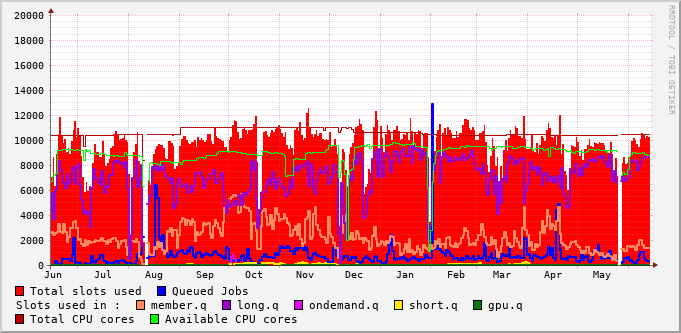 RRDTOOL / TOBI OETIKER
20000
18000
16000
14000
12000
10000
8000
6000
4000
2000
0
Jun Jul Aug Sep Oct Nov Dec Jan Feb Mar Apr May
Total slots used Queued Jobs
Slots used in : member.q long.q ondemand.q short.q gpu.q
Total CPU cores Available CPU cores